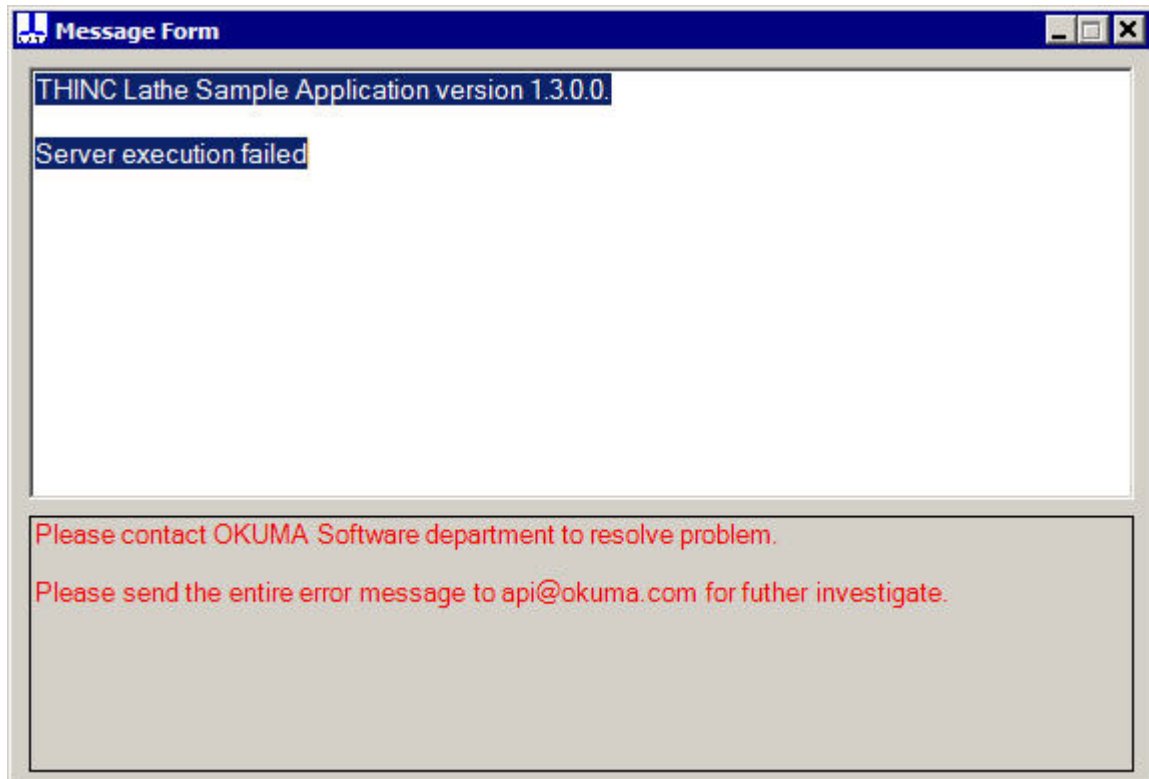 Message Form
THINC Lathe Sample Application version 1.3.0.0.
Server execution failed
Please contact OKUMA Software department to resolve problem.
Please send the entire error message to api@okuma.com for futher investigate.